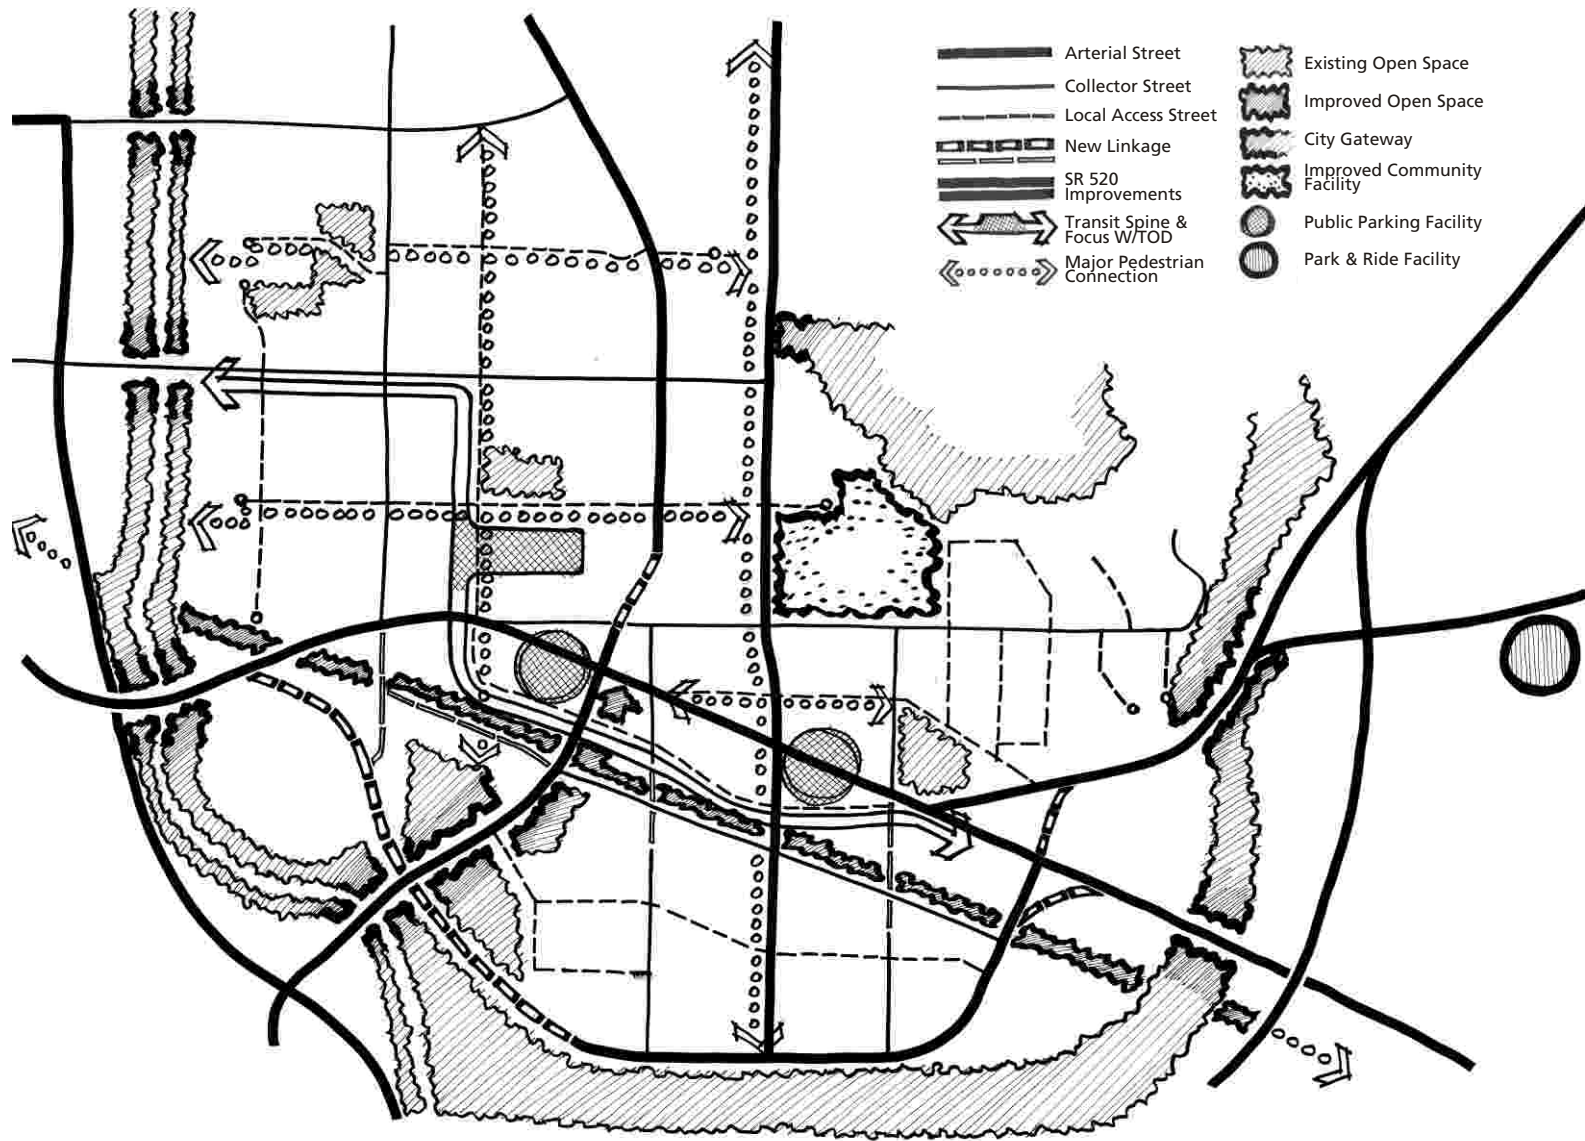 Arterial Street
Collector Street
Local Access Street
New Linkage
SR 520
Improvements
Transit Spine &
Focus W/TOD
Major Pedestrian
Connection
Existing Open Space
Improved Open Space
City Gateway
Improved Community
Facility
Public Parking Facility
Park & Ride Facility